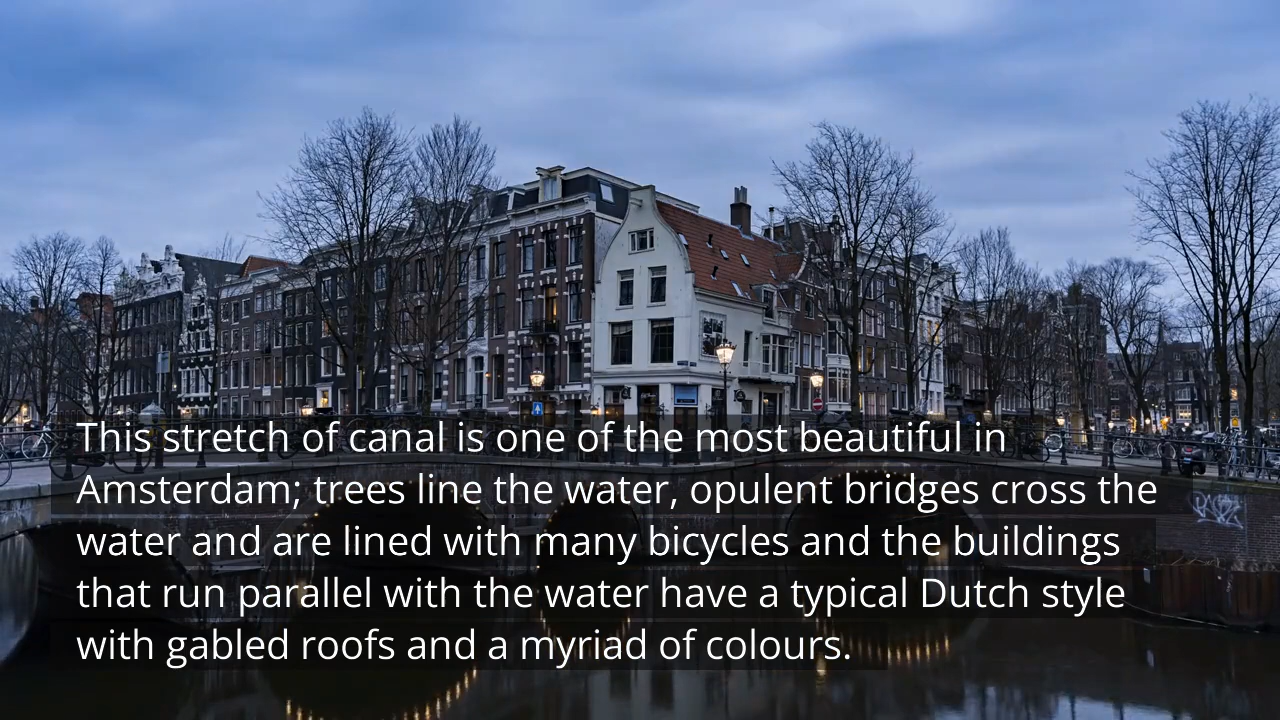 This stretch of canal is one of the most beautiful in
Amsterdam; trees line the water, opulent bridges cross the
water and are lined with many bicycles and the buildings
that run parallel with the water have a typical Dutch style
with gabled roofs and a myriad of colours.